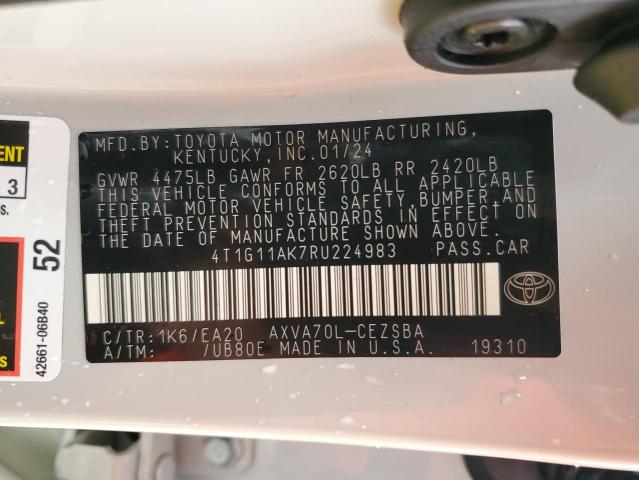 MFD.BY:TOYOTA MOTOR MANUFACTURING,
KENTUCKY, INC.01/24
GVWR 4475LB GAWR FR 2620LB RR 2420LB
THIS VEHICLE CONFORMS TO ALL APPLICABLE
FEDERAL MOTOR VEHICLE SAFETY,BUMPER,AND
THEFT PREVENTION STANDARDS IN EFFECT ON
THE DATE OF MANUFACTURE SHOWN ABOVE.
4T1G11AK7RU224983 PASS.CAR
C/TR:1K6/EA20 AXVA70L-CEZSBA
A/TM: /UB80E MADE IN U.S.A. 19310
TOYOTA
ENT
3
S.
52
L
42661-06B40